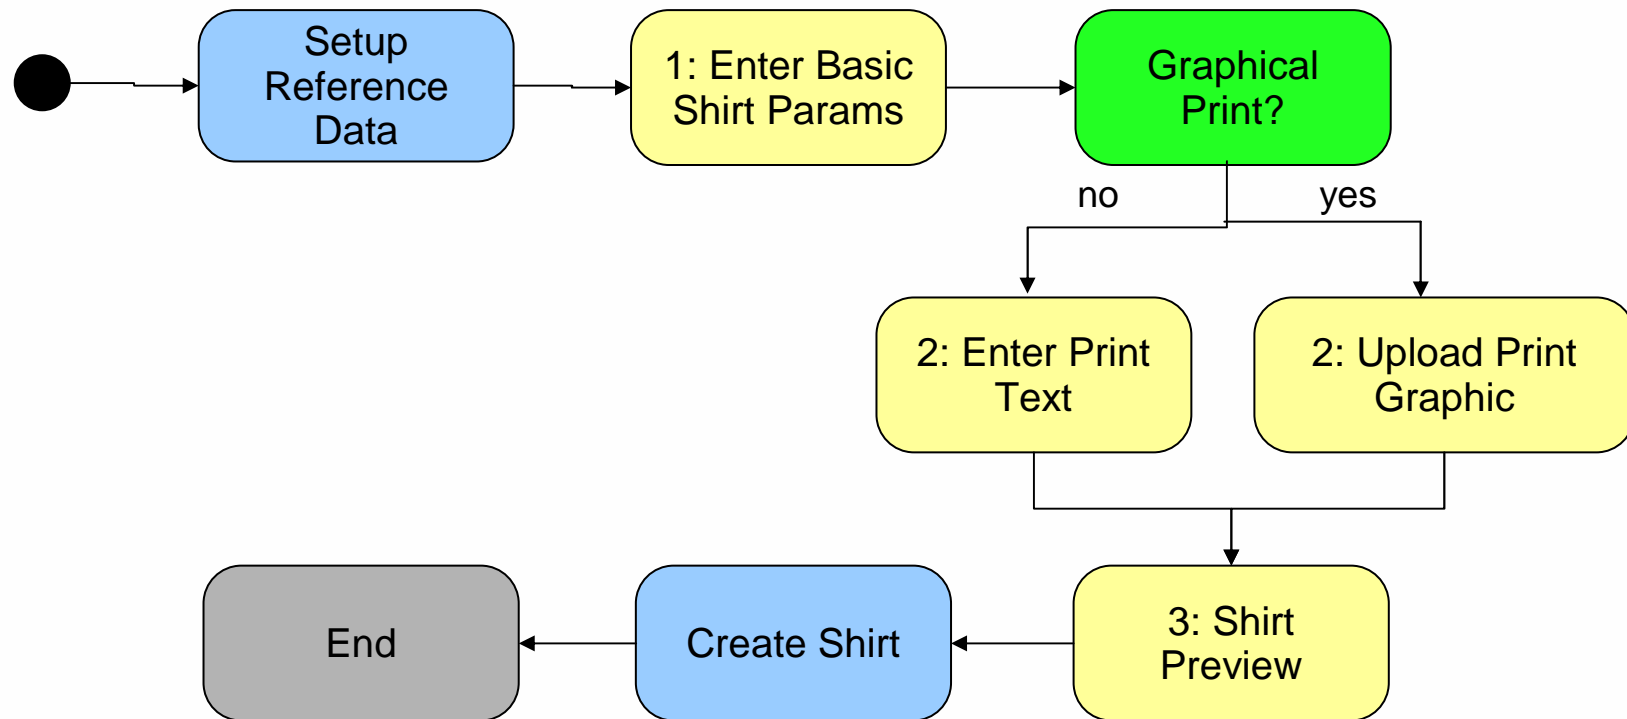 Setup
Reference
Data
1: Enter Basic
Shirt Params
Graphical
Print?
no
yes
2: Enter Print
Text
2: Upload Print
Graphic
End
Create Shirt
3: Shirt
Preview